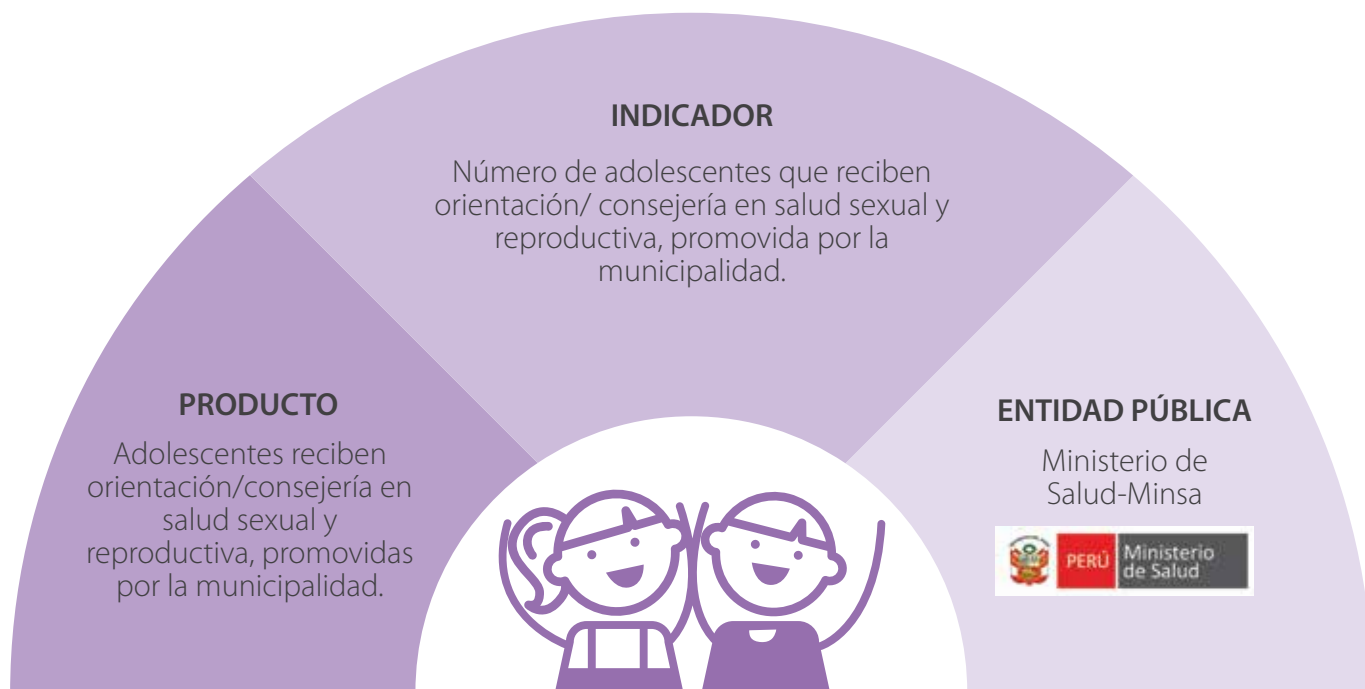 INDICADOR
Número de adolescentes que reciben
orientación/ consejería en salud sexual y
reproductiva, promovida por la
municipalidad.
PRODUCTO
Adolescentes reciben
orientación/consejería en
salud sexual y
reproductiva, promovidas
por la municipalidad.
ENTIDAD PÚBLICA
Ministerio de
Salud-Minsa
PERÚ
Ministerio
de Salud